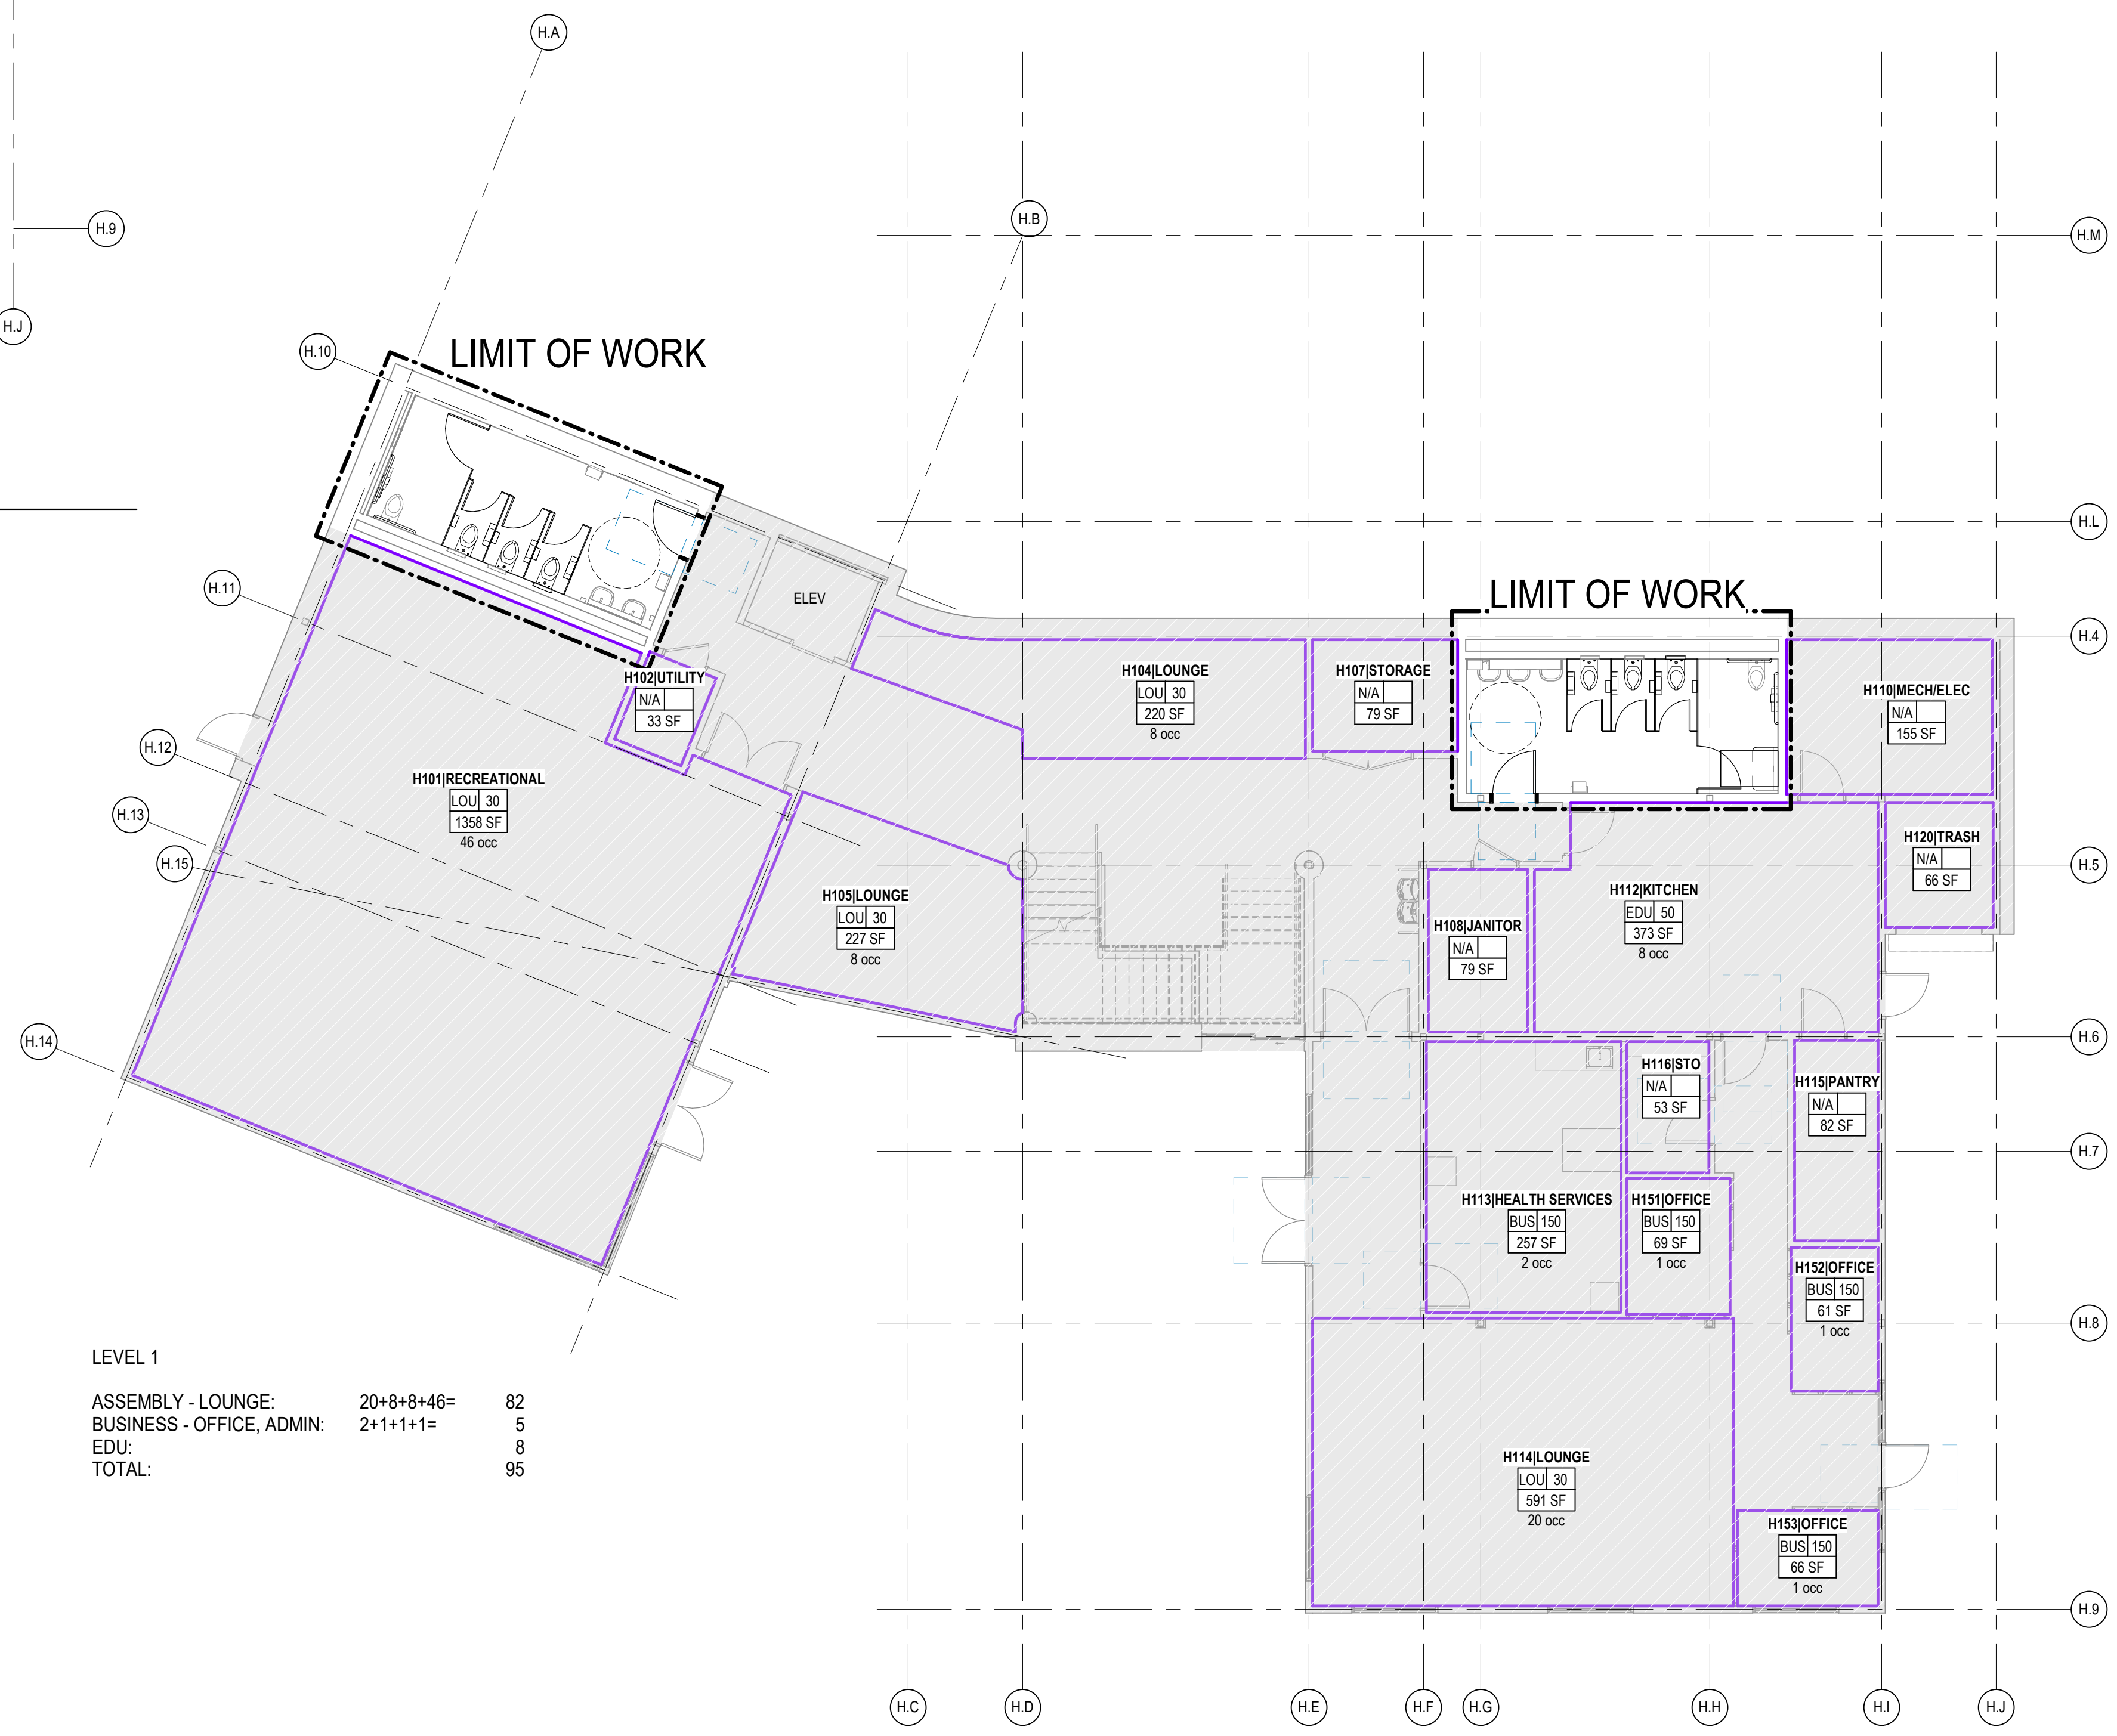 H.A
H.B
H.9
H.M
H.J
H.10
LIMIT OF WORK
H.L
H.11
ELEV
LIMIT OF WORK
H.4
H102|UTILITY
N/A
33 SF
H104|LOUNGE
LOU 30
220 SF
8 occ
H107|STORAGE
N/A
79 SF
H110|MECH/ELEC
N/A
155 SF
H.12
H101|RECREATIONAL
LOU 30
1358 SF
46 occ
H.13
H.15
H120|TRASH
N/A
66 SF
H.5
H105|LOUNGE
LOU 30
227 SF
8 occ
H108|JANITOR
N/A
79 SF
H112|KITCHEN
EDU 50
373 SF
8 occ
H.14
H.6
H116|STO
N/A
53 SF
H115|PANTRY
N/A
82 SF
H.7
H113|HEALTH SERVICES
BUS 150
257 SF
2 occ
H151|OFFICE
BUS 150
69 SF
1 occ
H152|OFFICE
BUS 150
61 SF
1 occ
H.8
LEVEL 1
ASSEMBLY - LOUNGE: 20+8+8+46= 82
BUSINESS - OFFICE, ADMIN: 2+1+1+1= 5
EDU: 8
TOTAL: 95
H114|LOUNGE
LOU 30
591 SF
20 occ
H153|OFFICE
BUS 150
66 SF
1 occ
H.9
H.C
H.D
H.E
H.F
H.G
H.H
H.I
H.J